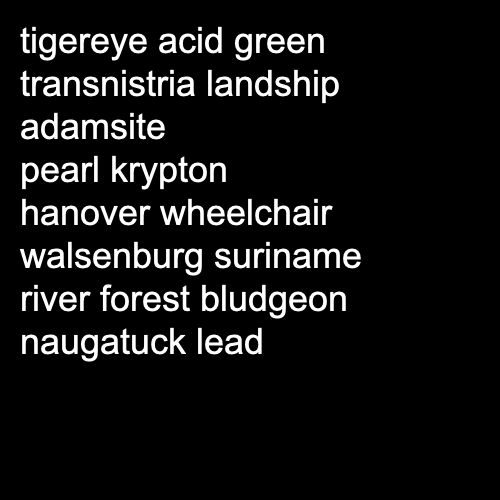 tigereye acid green
transnistria landship
adamsite
pearl krypton
hanover wheelchair
walsenburg suriname
river forest bludgeon
naugatuck lead